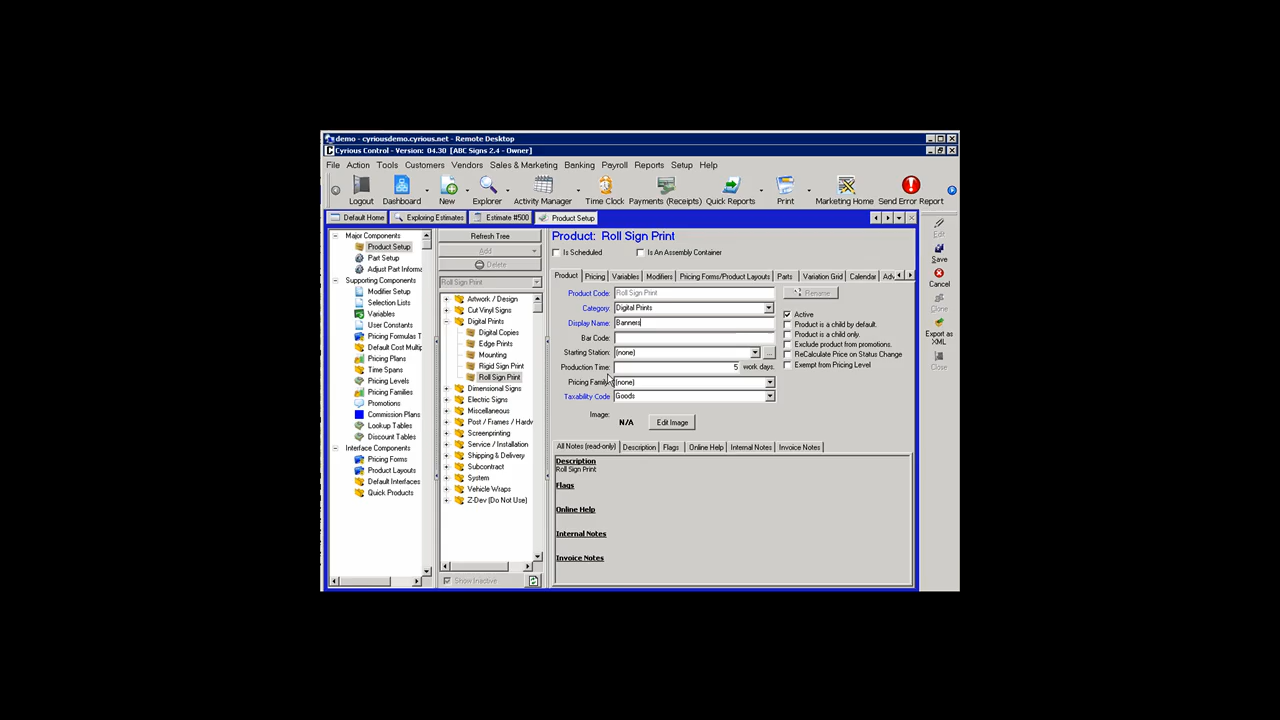 demo - cyriousdemo.cyrious.net - Remote Desktop
Cyrious Control - Version: 04.30 [ABC Signs 2.4 - Owner]
File Action Tools Customers Vendors Sales & Marketing Banking Payroll Reports Setup Help
Logout Dashboard New Explorer Activity Manager Time Clock Payments (Receipts) Quick Reports Print Marketing Home Send Error Report
Default Home Exploring Estimates Estimate #500 Product Setup
Major Components
Product Setup
Part Setup
Adjust Part Informa
Supporting Components
Modifier Setup
Selection Lists
Variables
User Constants
Pricing Formulas T
Default Cost Multip
Pricing Plans
Time Spans
Pricing Levels
Pricing Families
Promotions
Commission Plans
Lookup Tables
Discount Tables
Interface Components
Pricing Forms
Product Layouts
Default Interfaces
Quick Products
Refresh Tree
Add
Delete
Roll Sign Print
Artwork / Design
Cut Vinyl Signs
Digital Prints
Digital Copies
Edge Prints
Mounting
Rigid Sign Print
Roll Sign Print
Dimensional Signs
Electric Signs
Miscellaneous
Post / Frames / Hardw
Screenprinting
Service / Installation
Shipping & Delivery
Subcontract
System
Vehicle Wraps
Z-Dev (Do Not Use)
Show Inactive
Product: Roll Sign Print
Is Scheduled Is An Assembly Container
Product Pricing Variables Modifiers Pricing Forms/Product Layouts Parts Variation Grid Calendar Adv
Product Code: Roll Sign Print Rename
Category: Digital Prints
Display Name: Banners
Bar Code:
Starting Station: (none) ...
Production Time: 5 work days.
Pricing Family: (none)
Taxability Code Goods
Image: N/A Edit Image
Active
Product is a child by default.
Product is a child only.
Exclude product from promotions.
ReCalculate Price on Status Change
Exempt from Pricing Level
All Notes (read-only) Description Flags Online Help Internal Notes Invoice Notes
Description
Roll Sign Print
Flags
Online Help
Internal Notes
Invoice Notes
Edit
Save
Cancel
Clone
Export as XML
Close